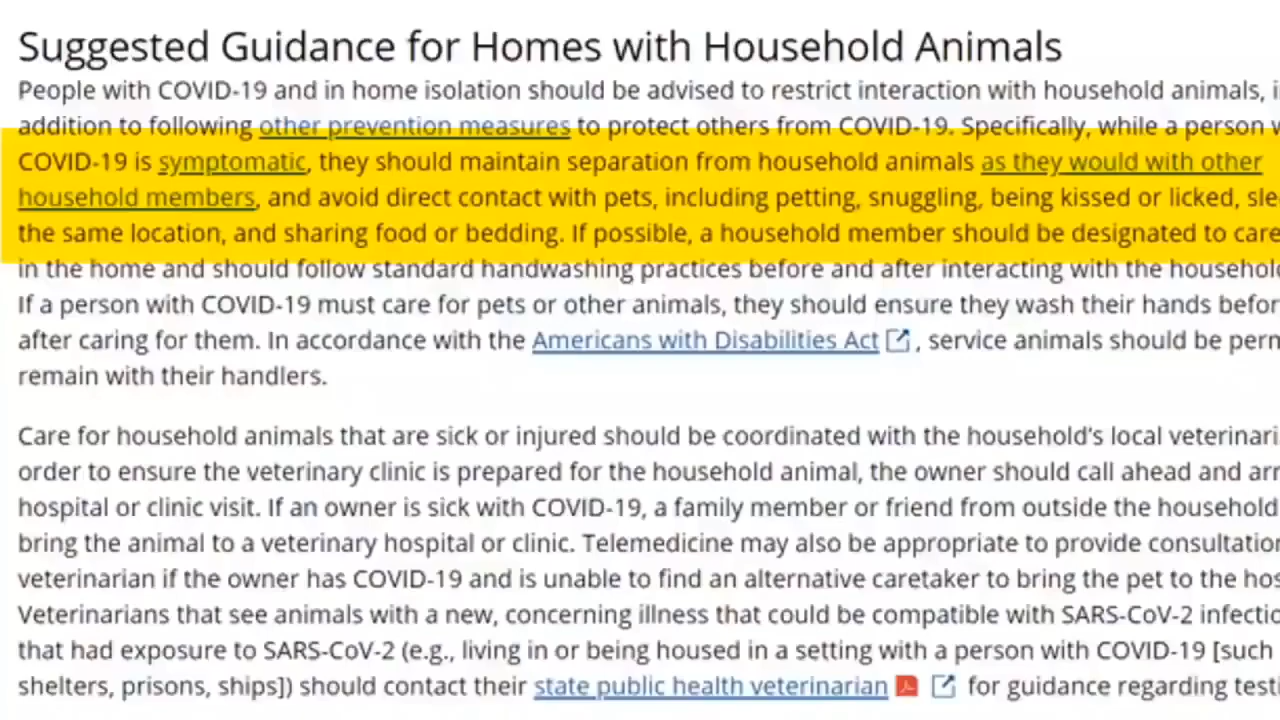 Suggested Guidance for Homes with Household Animals
People with COVID-19 and in home isolation should be advised to restrict interaction with household animals, i
addition to following other prevention measures to protect others from COVID-19. Specifically, while a person w
COVID-19 is symptomatic, they should maintain separation from household animals as they would with other
household members, and avoid direct contact with pets, including petting, snuggling, being kissed or licked, sle
the same location, and sharing food or bedding. If possible, a household member should be designated to care
in the home and should follow standard handwashing practices before and after interacting with the househol
If a person with COVID-19 must care for pets or other animals, they should ensure they wash their hands befor
after caring for them. In accordance with the Americans with Disabilities Act , service animals should be perm
remain with their handlers.
Care for household animals that are sick or injured should be coordinated with the household's local veterinari
order to ensure the veterinary clinic is prepared for the household animal, the owner should call ahead and arr
hospital or clinic visit. If an owner is sick with COVID-19, a family member or friend from outside the household
bring the animal to a veterinary hospital or clinic. Telemedicine may also be appropriate to provide consultation
veterinarian if the owner has COVID-19 and is unable to find an alternative caretaker to bring the pet to the hos
Veterinarians that see animals with a new, concerning illness that could be compatible with SARS-CoV-2 infectio
that had exposure to SARS-CoV-2 (e.g., living in or being housed in a setting with a person with COVID-19 [such
shelters, prisons, ships]) should contact their state public health veterinarian for guidance regarding testi